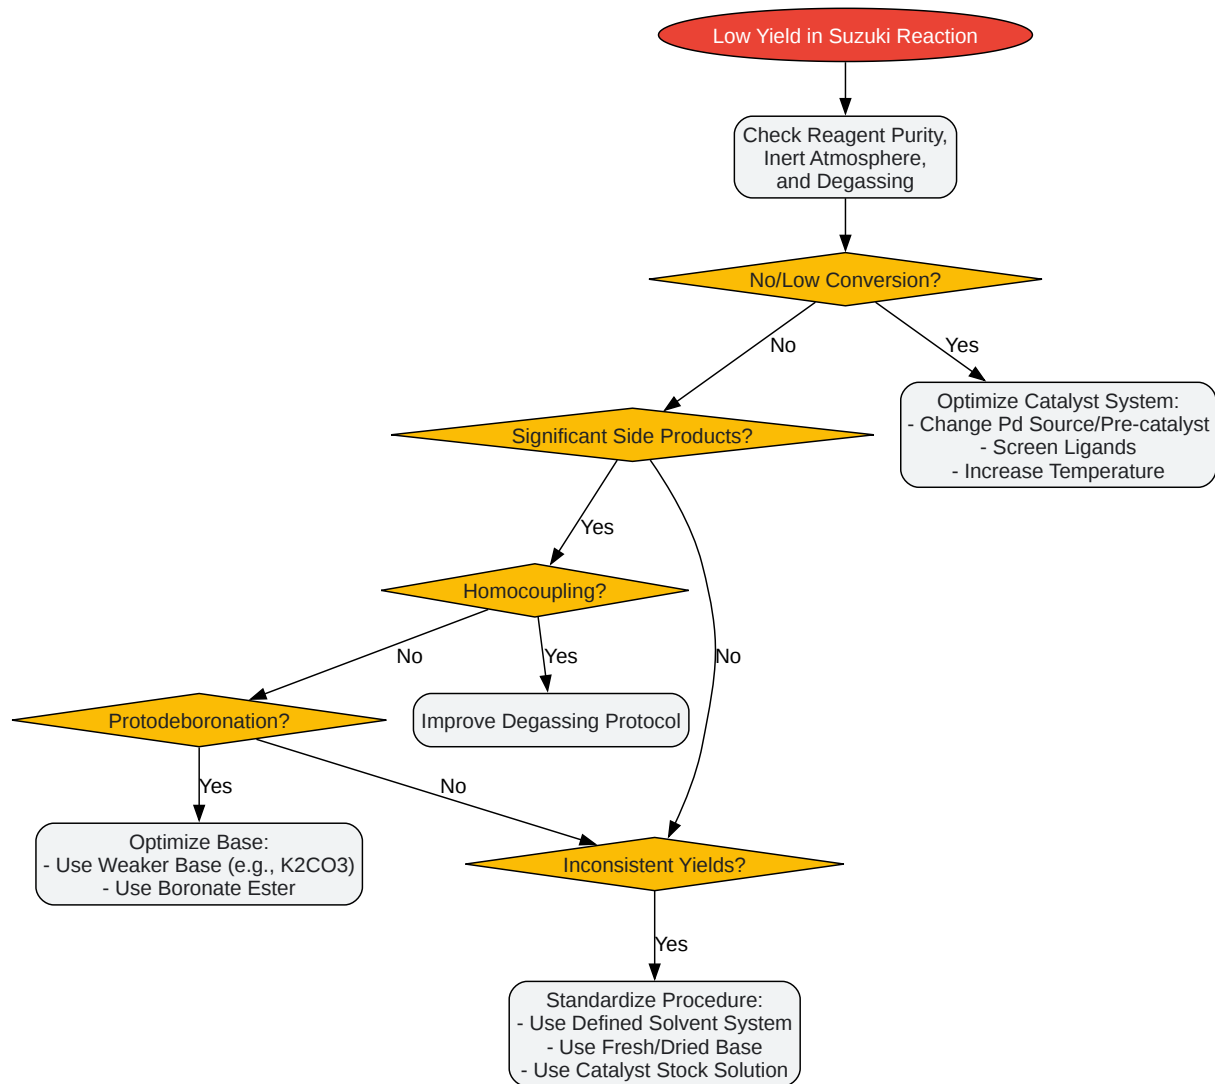 Low Yield in Suzuki Reaction
Check Reagent Purity,
Inert Atmosphere,
and Degassing
No/Low Conversion?
No
Yes
Optimize Catalyst System:
- Change Pd Source/Pre-catalyst
- Screen Ligands
- Increase Temperature
Significant Side Products?
Yes
No
Homocoupling?
No
Yes
Protodeboronation?
Improve Degassing Protocol
Yes
No
Optimize Base:
- Use Weaker Base (e.g., K2CO3)
- Use Boronate Ester
Inconsistent Yields?
Yes
Standardize Procedure:
- Use Defined Solvent System
- Use Fresh/Dried Base
- Use Catalyst Stock Solution